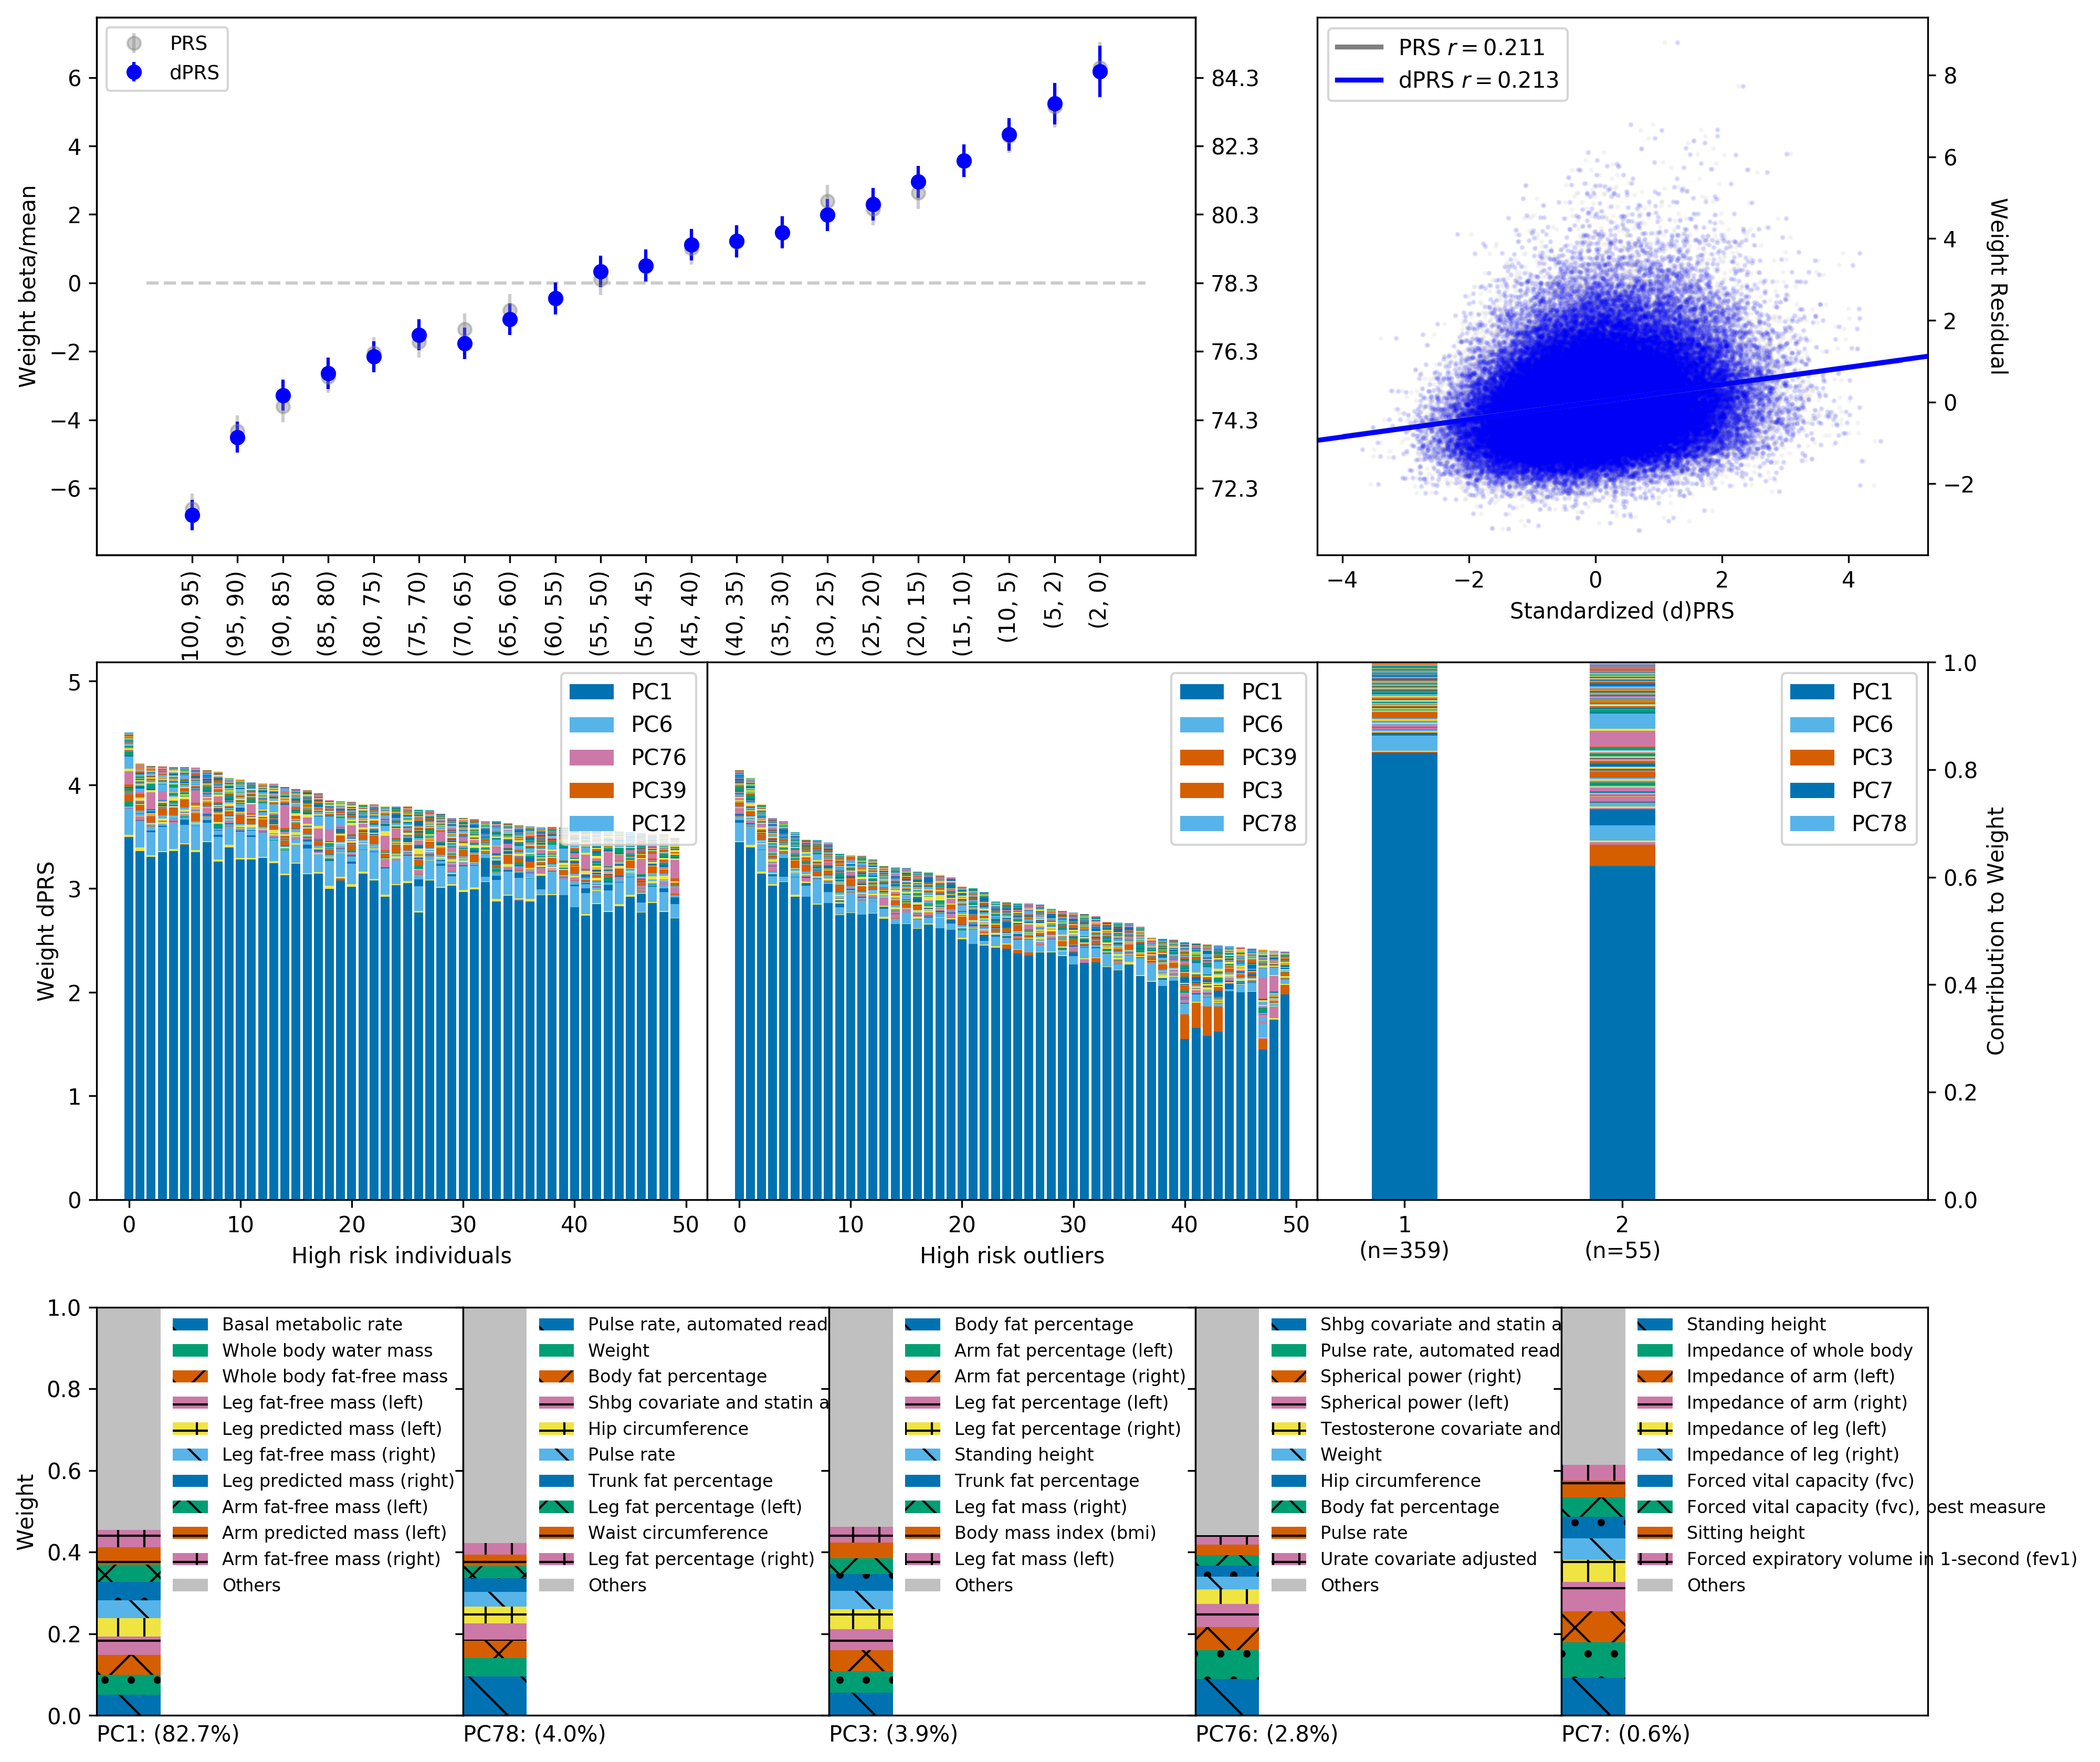 PRS
dPRS
Weight beta/mean
6
4
2
0
−2
−4
−6
84.3
82.3
80.3
78.3
76.3
74.3
72.3
100, 95)
(95, 90)
(90, 85)
(85, 80)
(80, 75)
(75, 70)
(70, 65)
(65, 60)
(60, 55)
(55, 50)
(50, 45)
(45, 40)
(40, 35)
(35, 30)
(30, 25)
(25, 20)
(20, 15)
(15, 10)
(10, 5)
(5, 2)
(2, 0)
PRS r = 0.211
dPRS r = 0.213
8
6
4
2
0
−2
Weight Residual
−4
−2
0
2
4
Standardized (d)PRS
Weight dPRS
5
4
3
2
1
0
PC1
PC6
PC76
PC39
PC12
0
10
20
30
40
50
High risk individuals
PC1
PC6
PC39
PC3
PC78
0
10
20
30
40
50
High risk outliers
PC1
PC6
PC3
PC7
PC78
1
(n=359)
2
(n=55)
1.0
0.8
0.6
0.4
0.2
0.0
Contribution to Weight
Weight
1.0
0.8
0.6
0.4
0.2
0.0
Basal metabolic rate
Whole body water mass
Whole body fat-free mass
Leg fat-free mass (left)
Leg predicted mass (left)
Leg fat-free mass (right)
Leg predicted mass (right)
Arm fat-free mass (left)
Arm predicted mass (left)
Arm fat-free mass (right)
Others
PC1: (82.7%)
Pulse rate, automated read
Weight
Body fat percentage
Shbg covariate and statin a
Hip circumference
Pulse rate
Trunk fat percentage
Leg fat percentage (left)
Waist circumference
Leg fat percentage (right)
Others
PC78: (4.0%)
Body fat percentage
Arm fat percentage (left)
Arm fat percentage (right)
Leg fat percentage (left)
Leg fat percentage (right)
Standing height
Trunk fat percentage
Leg fat mass (right)
Body mass index (bmi)
Leg fat mass (left)
Others
PC3: (3.9%)
Shbg covariate and statin a
Pulse rate, automated read
Spherical power (right)
Spherical power (left)
Testosterone covariate and
Weight
Hip circumference
Body fat percentage
Pulse rate
Urate covariate adjusted
Others
PC76: (2.8%)
Standing height
Impedance of whole body
Impedance of arm (left)
Impedance of arm (right)
Impedance of leg (left)
Impedance of leg (right)
Forced vital capacity (fvc)
Forced vital capacity (fvc), best measure
Sitting height
Forced expiratory volume in 1-second (fev1)
Others
PC7: (0.6%)